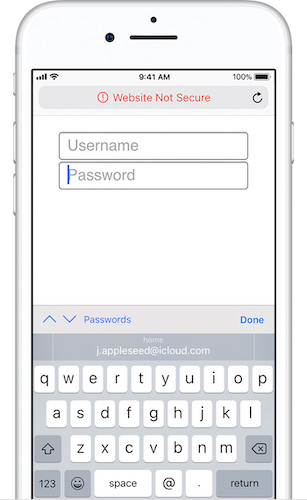 9:41 AM 100%
Website Not Secure
Username
Password
Passwords Done
home
j.appleseed@icloud.com
q w e r t y u i o p
a s d f g h j k l
z x c v b n m
123 space @ . return